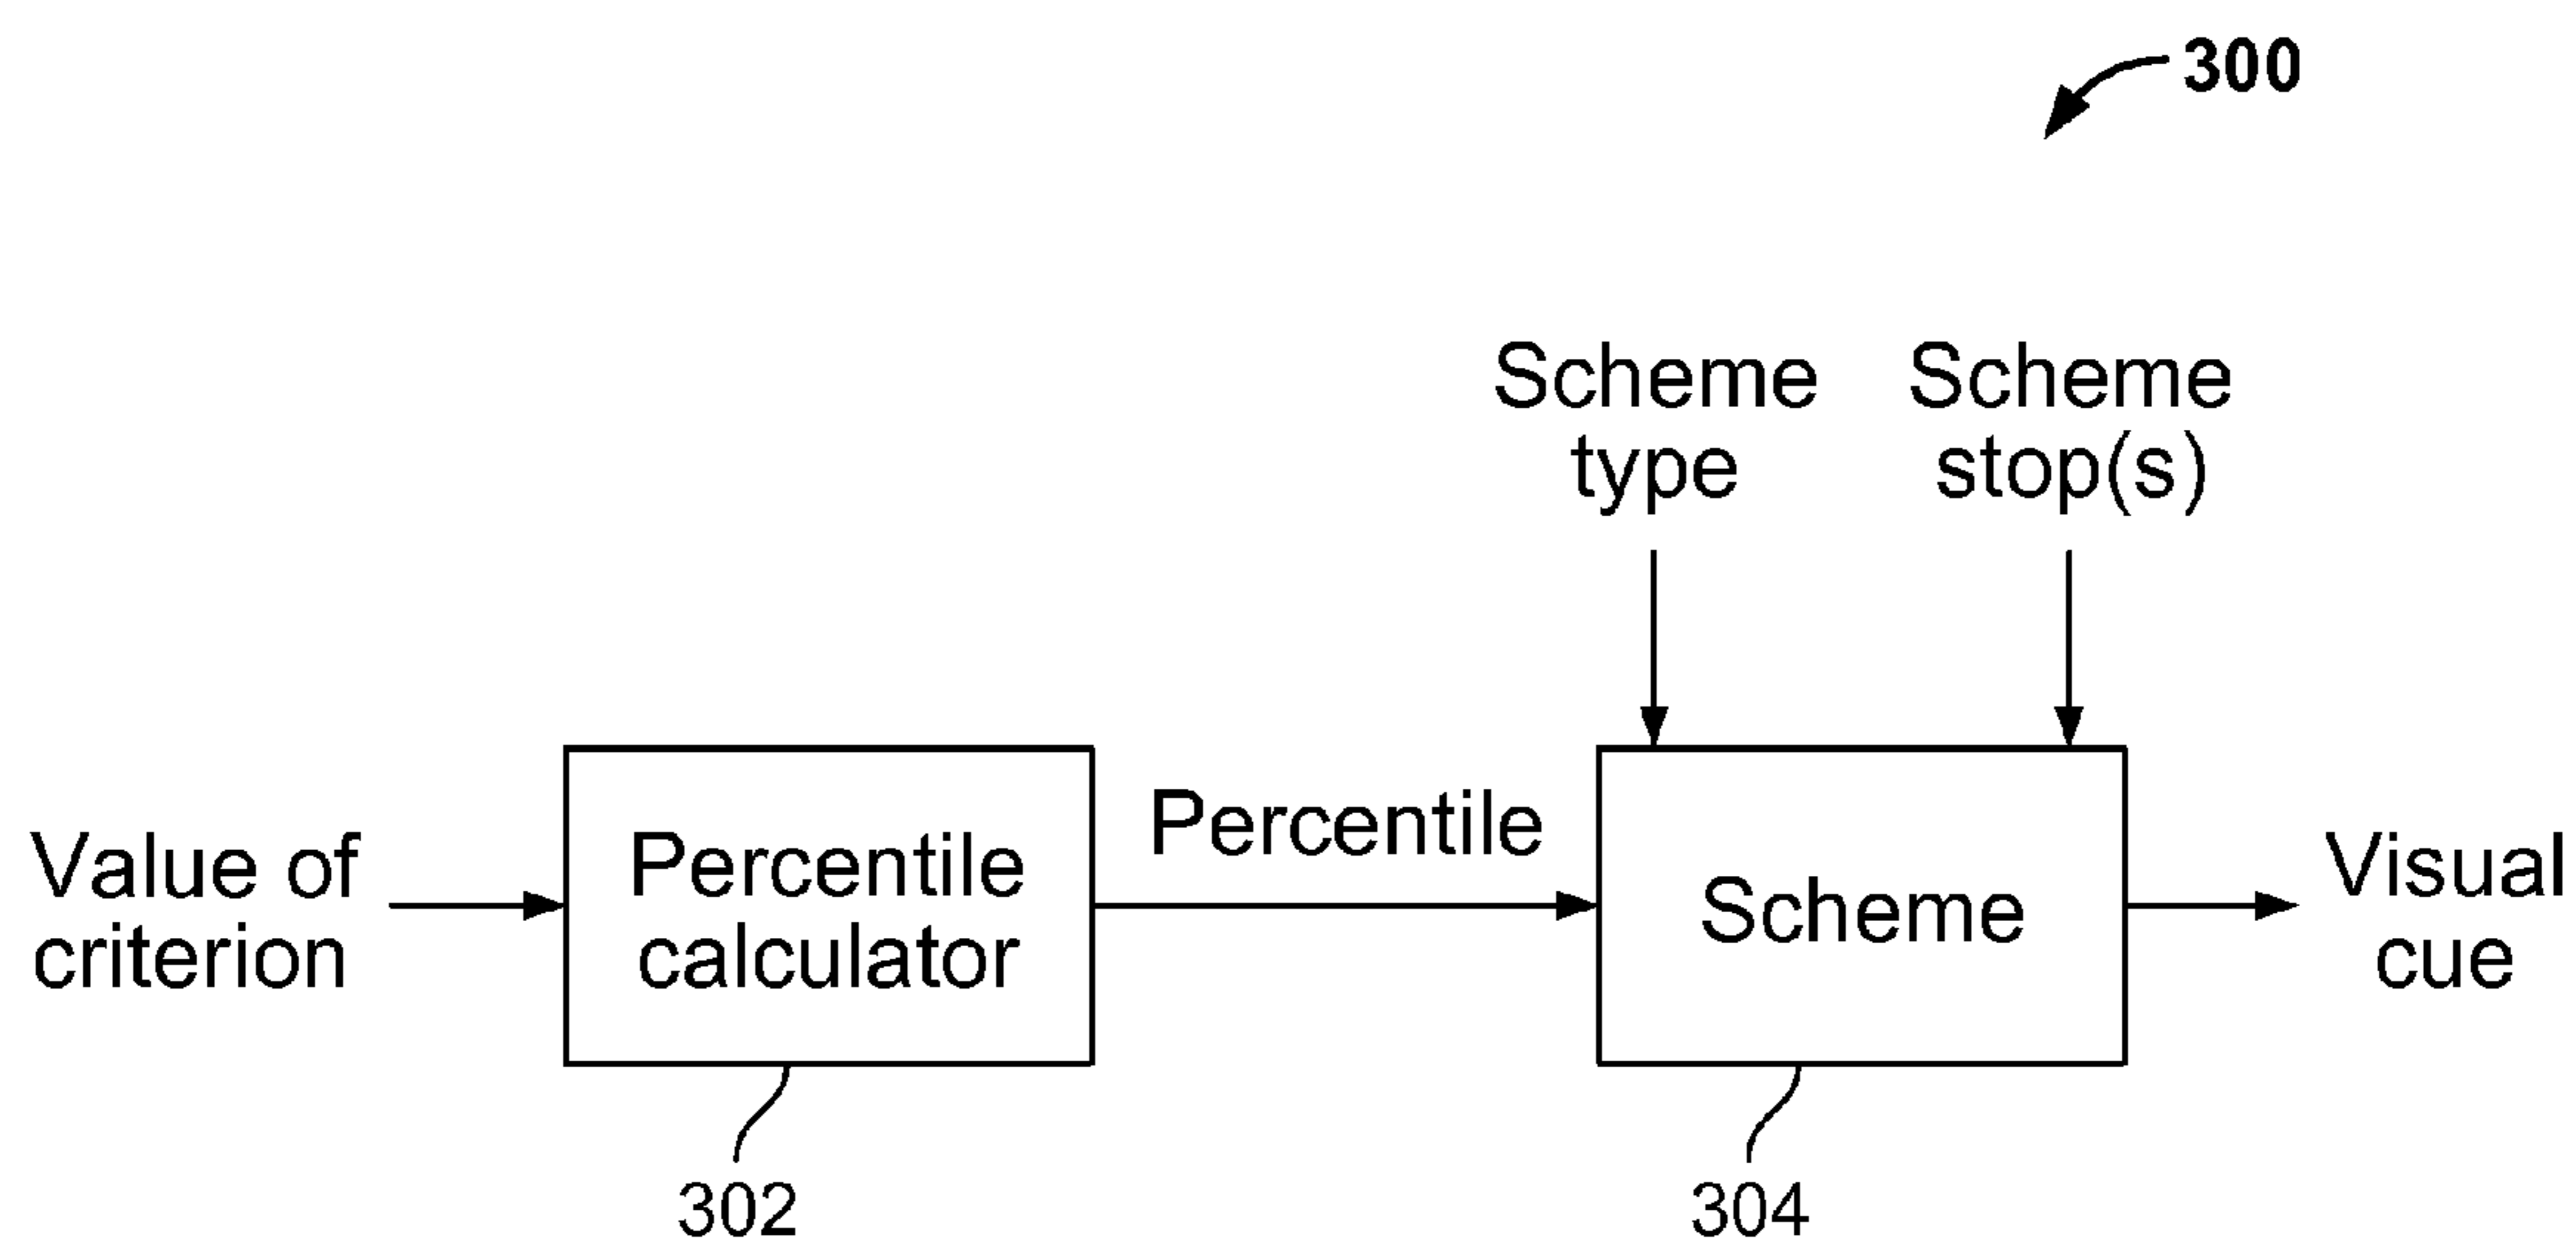 300
Scheme
type
Scheme
stop(s)
Value of
criterion
Percentile
calculator
Percentile
Scheme
Visual
cue
302
304